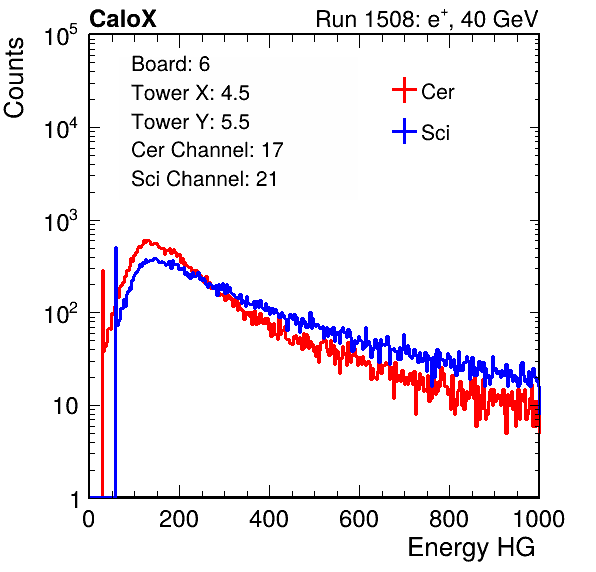 CaloX Run 1508: e⁺, 40 GeV
Board: 6
Tower X: 4.5
Tower Y: 5.5
Cer Channel: 17
Sci Channel: 21
Cer
Sci
Counts
10⁵
10⁴
10³
10²
10
1
0 200 400 600 800 1000
Energy HG